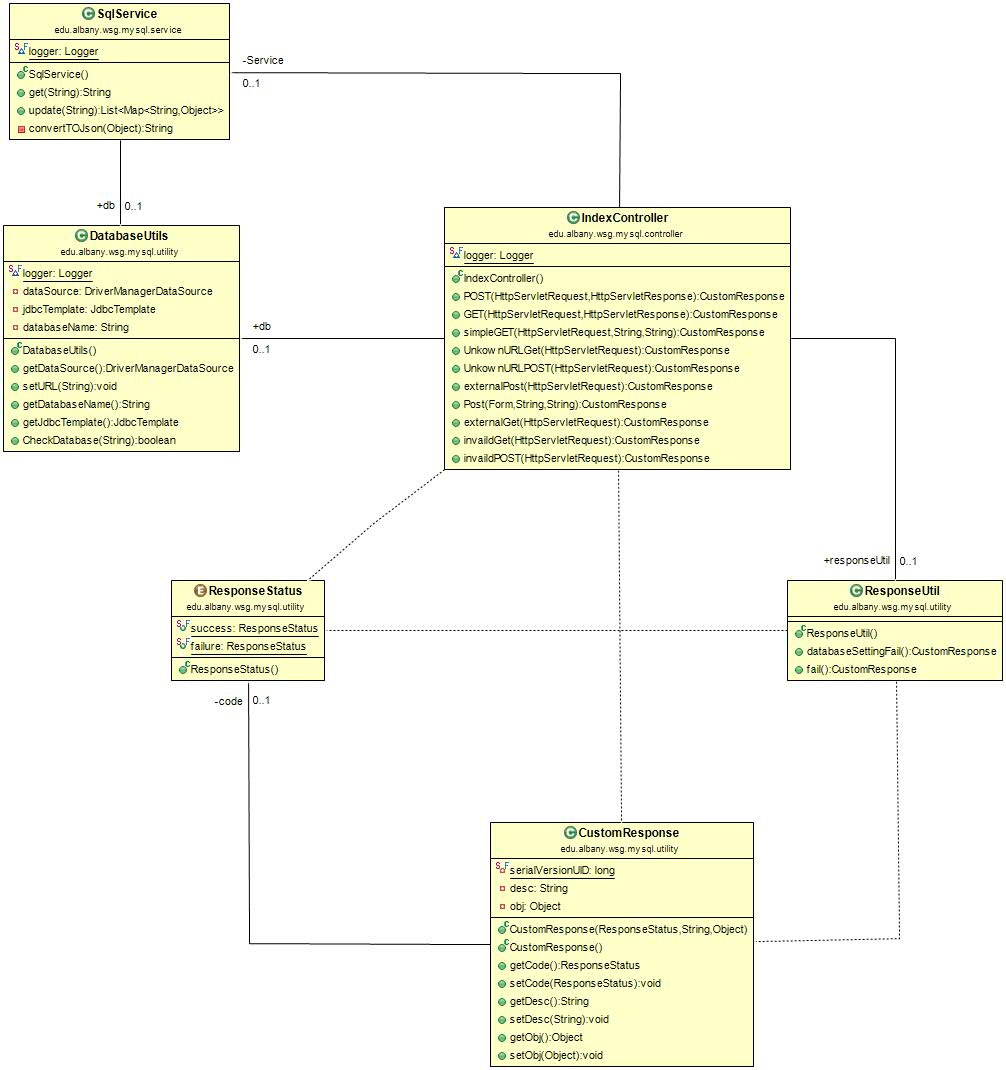 SqlService
edu.albany.wsg.mysql.service
logger: Logger
SqlService()
get(String):String
update(String):List<Map<String,Object>>
convertTOJson(Object):String
-Service
0..1
+db
0..1
DatabaseUtils
edu.albany.wsg.mysql.utility
logger: Logger
dataSource: DriverManagerDataSource
jdbcTemplate: JdbcTemplate
databaseName: String
DatabaseUtils()
getDataSource():DriverManagerDataSource
setURL(String):void
getDatabaseName():String
getJdbcTemplate():JdbcTemplate
CheckDatabase(String):boolean
+db
0..1
IndexController
edu.albany.wsg.mysql.controller
logger: Logger
IndexController()
POST(HttpServletRequest,HttpServletResponse):CustomResponse
GET(HttpServletRequest,HttpServletResponse):CustomResponse
simpleGET(HttpServletRequest,String,String):CustomResponse
UnkownURLGet(HttpServletRequest):CustomResponse
UnkownURLPOST(HttpServletRequest):CustomResponse
externalPost(HttpServletRequest):CustomResponse
Post(Form,String,String):CustomResponse
externalGet(HttpServletRequest):CustomResponse
invaildGet(HttpServletRequest):CustomResponse
invaildPOST(HttpServletRequest):CustomResponse
+responseUtil
0..1
ResponseStatus
edu.albany.wsg.mysql.utility
success: ResponseStatus
failure: ResponseStatus
ResponseStatus()
-code
0..1
ResponseUtil
edu.albany.wsg.mysql.utility
ResponseUtil()
databaseSettingFail():CustomResponse
fail():CustomResponse
CustomResponse
edu.albany.wsg.mysql.utility
serialVersionUID: long
desc: String
obj: Object
CustomResponse(ResponseStatus,String,Object)
CustomResponse()
getCode():ResponseStatus
setCode(ResponseStatus):void
getDesc():String
setDesc(String):void
getObj():Object
setObj(Object):void